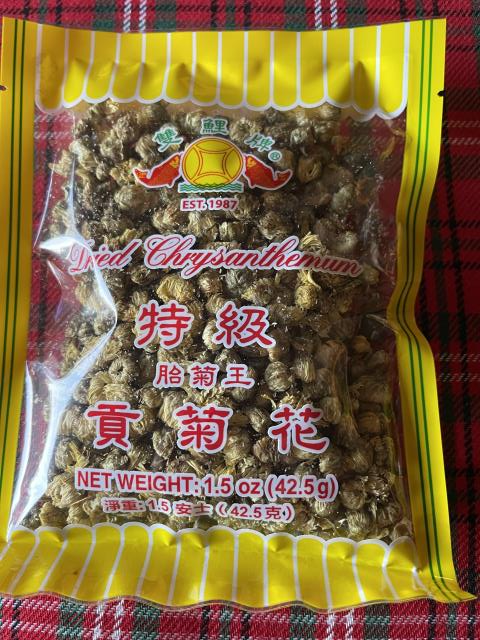 雙鯉牌®
EST. 1987
Dried Chrysanthemum
特級
胎菊王
貢菊花
NET WEIGHT: 1.5 oz (42.5g)
淨重: 1.5 安士 ( 42.5克)